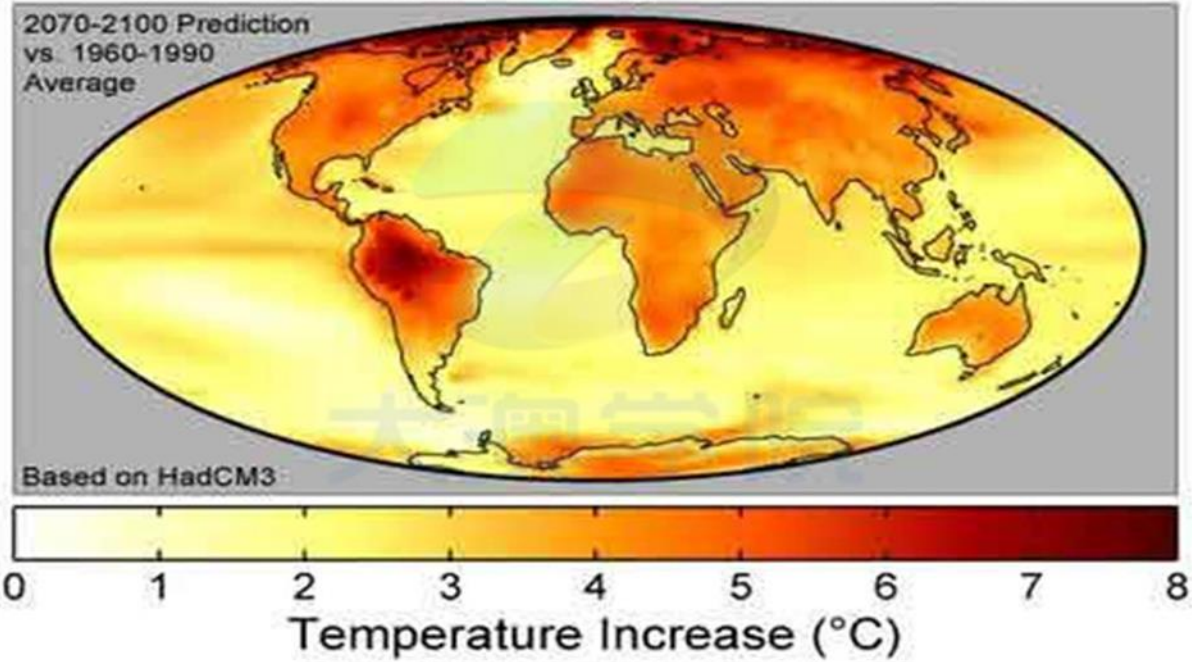 2070-2100 Prediction
vs. 1960-1990
Average
Based on HadCM3
0 1 2 3 4 5 6 7 8
Temperature Increase (°C)